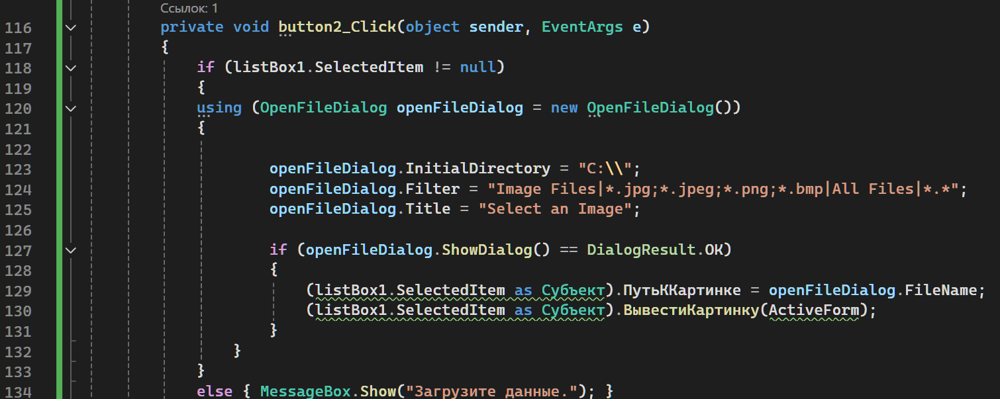 Ссылок: 1
116 private void button2_Click(object sender, EventArgs e)
117 {
118 if (listBox1.SelectedItem != null)
119 {
120 using (OpenFileDialog openFileDialog = new OpenFileDialog())
121 {
122
123 openFileDialog.InitialDirectory = "C:\\";
124 openFileDialog.Filter = "Image Files|*.jpg;*.jpeg;*.png;*.bmp|All Files|*.*";
125 openFileDialog.Title = "Select an Image";
126
127 if (openFileDialog.ShowDialog() == DialogResult.OK)
128 {
129 (listBox1.SelectedItem as Субъект).ПутьККартинке = openFileDialog.FileName;
130 (listBox1.SelectedItem as Субъект).ВывестиКартинку(ActiveForm);
131 }
132 }
133 }
134 else { MessageBox.Show("Загрузите данные."); }